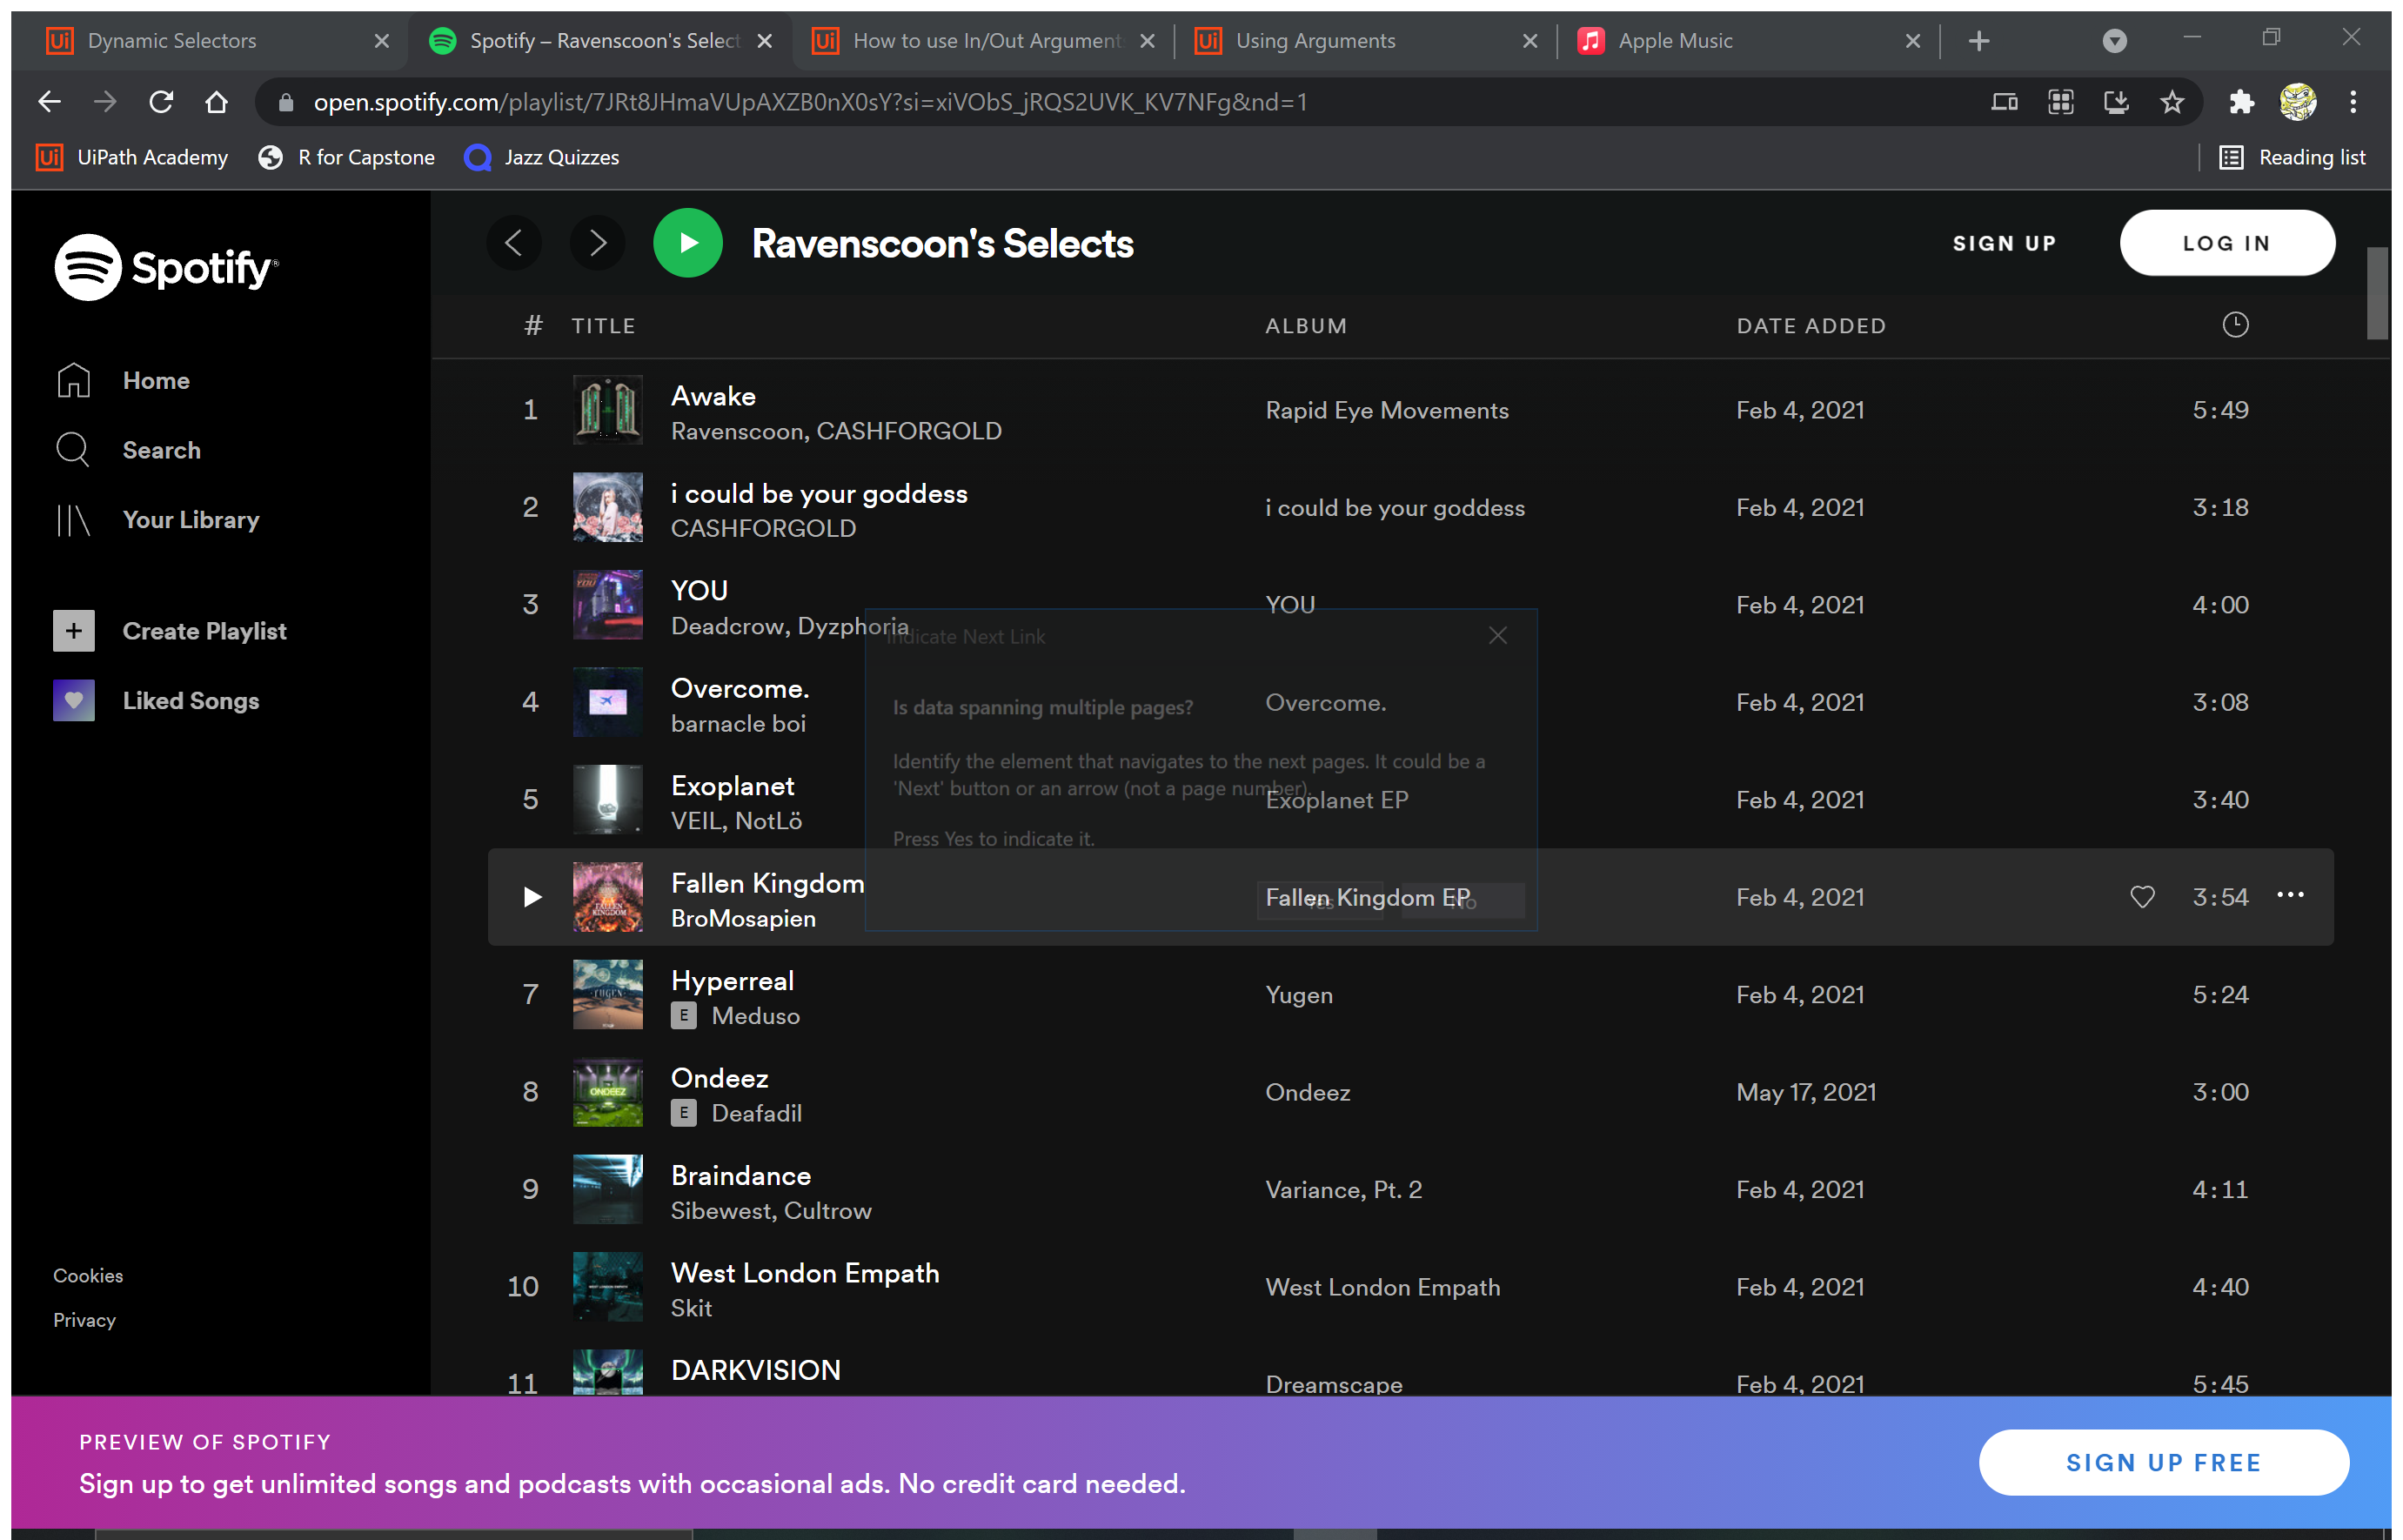 Dynamic Selectors
Spotify – Ravenscoon's Select
How to use In/Out Argument
Using Arguments
Apple Music
open.spotify.com/playlist/7JRt8JHmaVUpAXZB0nX0sY?si=xiVObS_jRQS2UVK_KV7NFg&nd=1
UiPath Academy
R for Capstone
Jazz Quizzes
Reading list
Spotify
Home
Search
Your Library
Create Playlist
Liked Songs
Cookies
Privacy
Ravenscoon's Selects
SIGN UP
LOG IN
# TITLE ALBUM DATE ADDED
1 Awake Rapid Eye Movements Feb 4, 2021 5:49
Ravenscoon, CASHFORGOLD
2 i could be your goddess i could be your goddess Feb 4, 2021 3:18
CASHFORGOLD
3 YOU YOU Feb 4, 2021 4:00
Deadcrow, Dyzphoria
4 Overcome. Overcome. Feb 4, 2021 3:08
barnacle boi
5 Exoplanet Exoplanet EP Feb 4, 2021 3:40
VEIL, NotLö
Fallen Kingdom Fallen Kingdom EP Feb 4, 2021 3:54
BroMosapien
7 Hyperreal Yugen Feb 4, 2021 5:24
E Meduso
8 Ondeez Ondeez May 17, 2021 3:00
E Deafadil
9 Braindance Variance, Pt. 2 Feb 4, 2021 4:11
Sibewest, Cultrow
10 West London Empath West London Empath Feb 4, 2021 4:40
Skit
11 DARKVISION Dreamscape Feb 4, 2021 5:45
Indicate Next Link
Is data spanning multiple pages?
Identify the element that navigates to the next pages. It could be a
'Next' button or an arrow (not a page number).
Press Yes to indicate it.
Yes
No
PREVIEW OF SPOTIFY
Sign up to get unlimited songs and podcasts with occasional ads. No credit card needed.
SIGN UP FREE